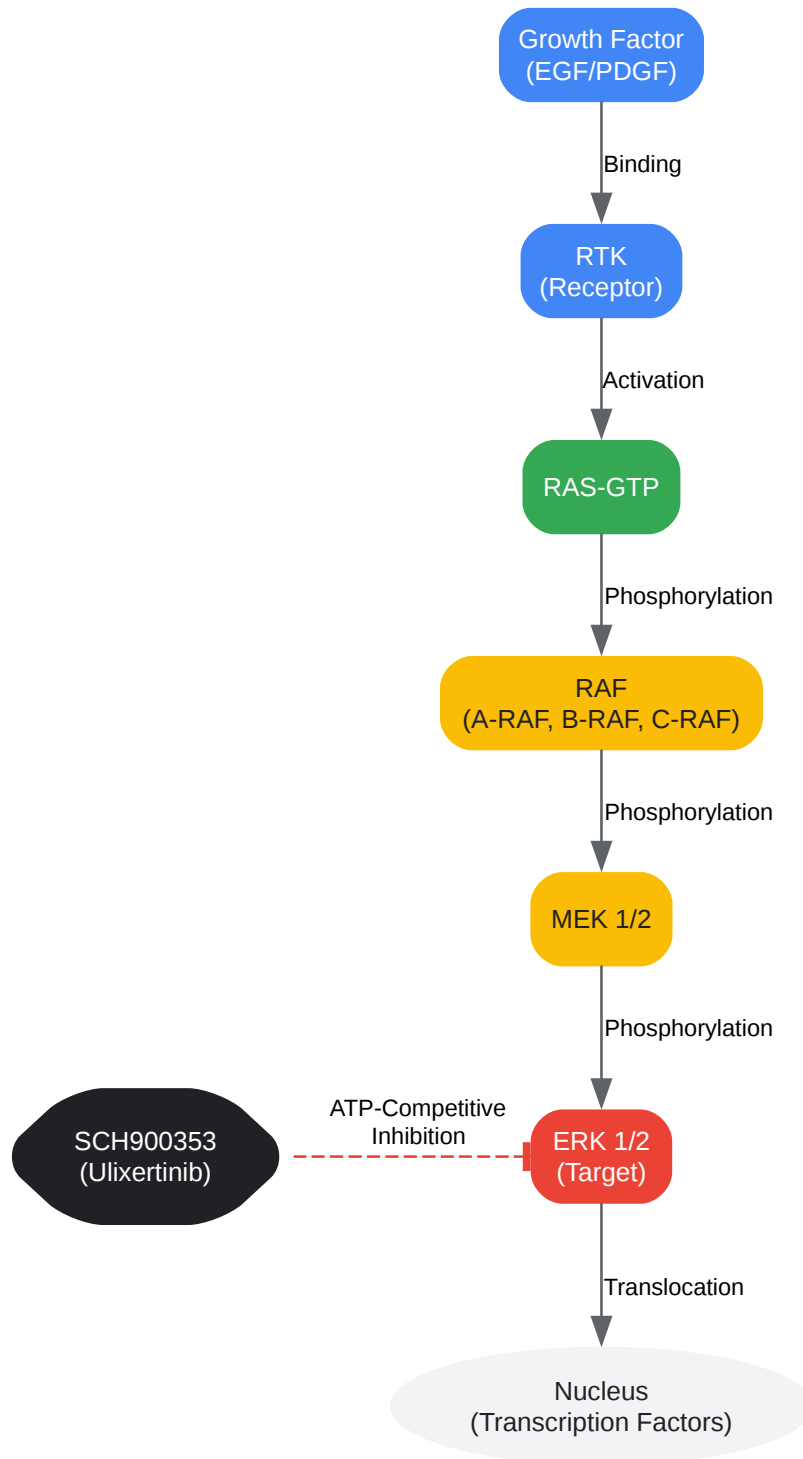 Growth Factor
(EGF/PDGF)
Binding
RTK
(Receptor)
Activation
RAS-GTP
Phosphorylation
RAF
(A-RAF, B-RAF, C-RAF)
Phosphorylation
MEK 1/2
Phosphorylation
SCH900353
(Ulixertinib)
ATP-Competitive
Inhibition
ERK 1/2
(Target)
Translocation
Nucleus
(Transcription Factors)